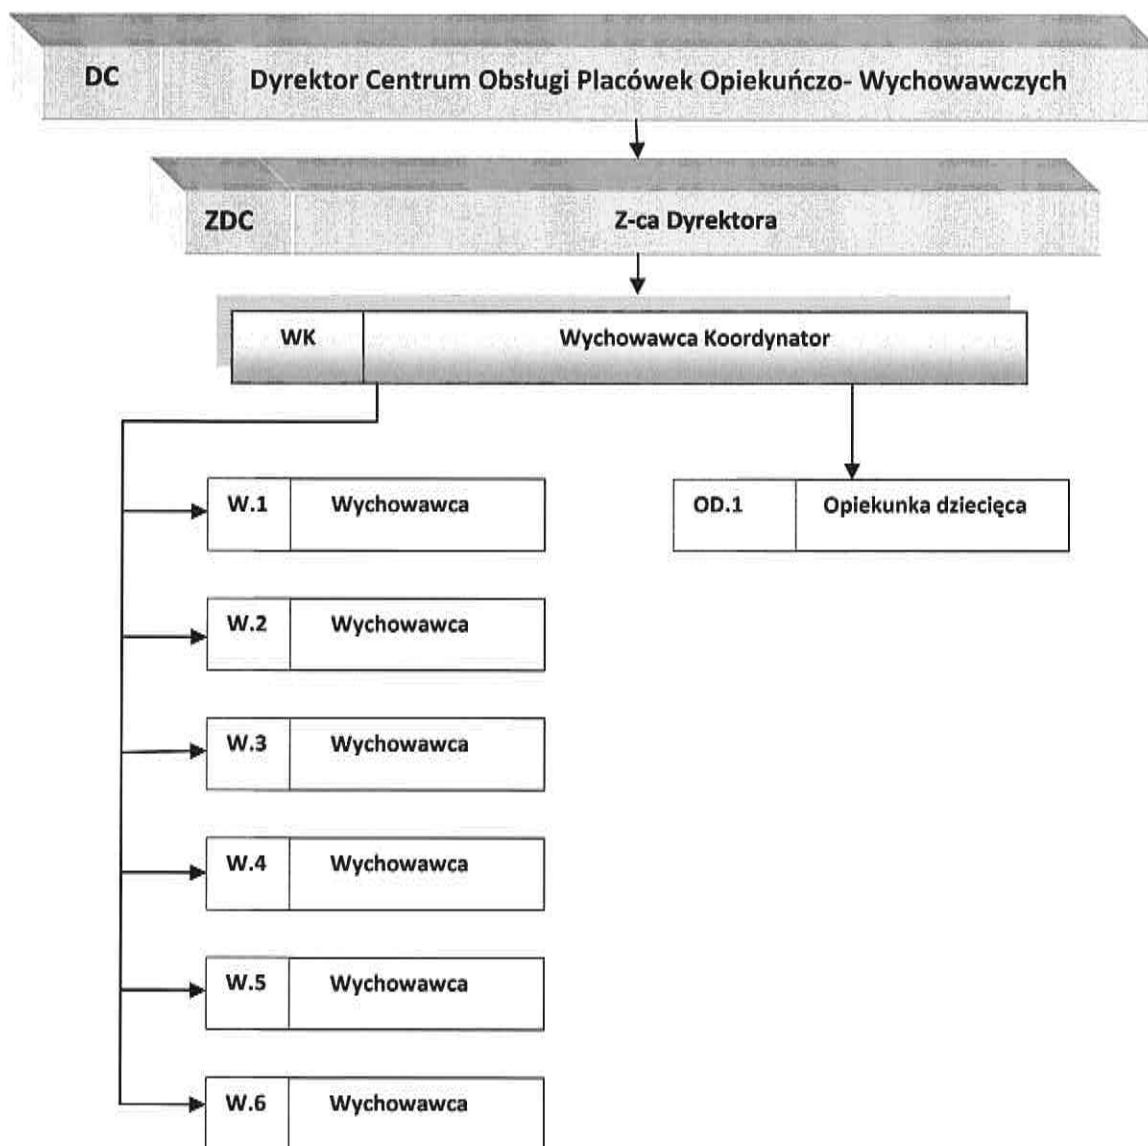 DC Dyrektor Centrum Obsługi Placówek Opiekuńczo- Wychowawczych
ZDC Z-ca Dyrektora
WK Wychowawca Koordynator
W.1 Wychowawca
OD.1 Opiekunka dziecięca
W.2 Wychowawca
W.3 Wychowawca
W.4 Wychowawca
W.5 Wychowawca
W.6 Wychowawca